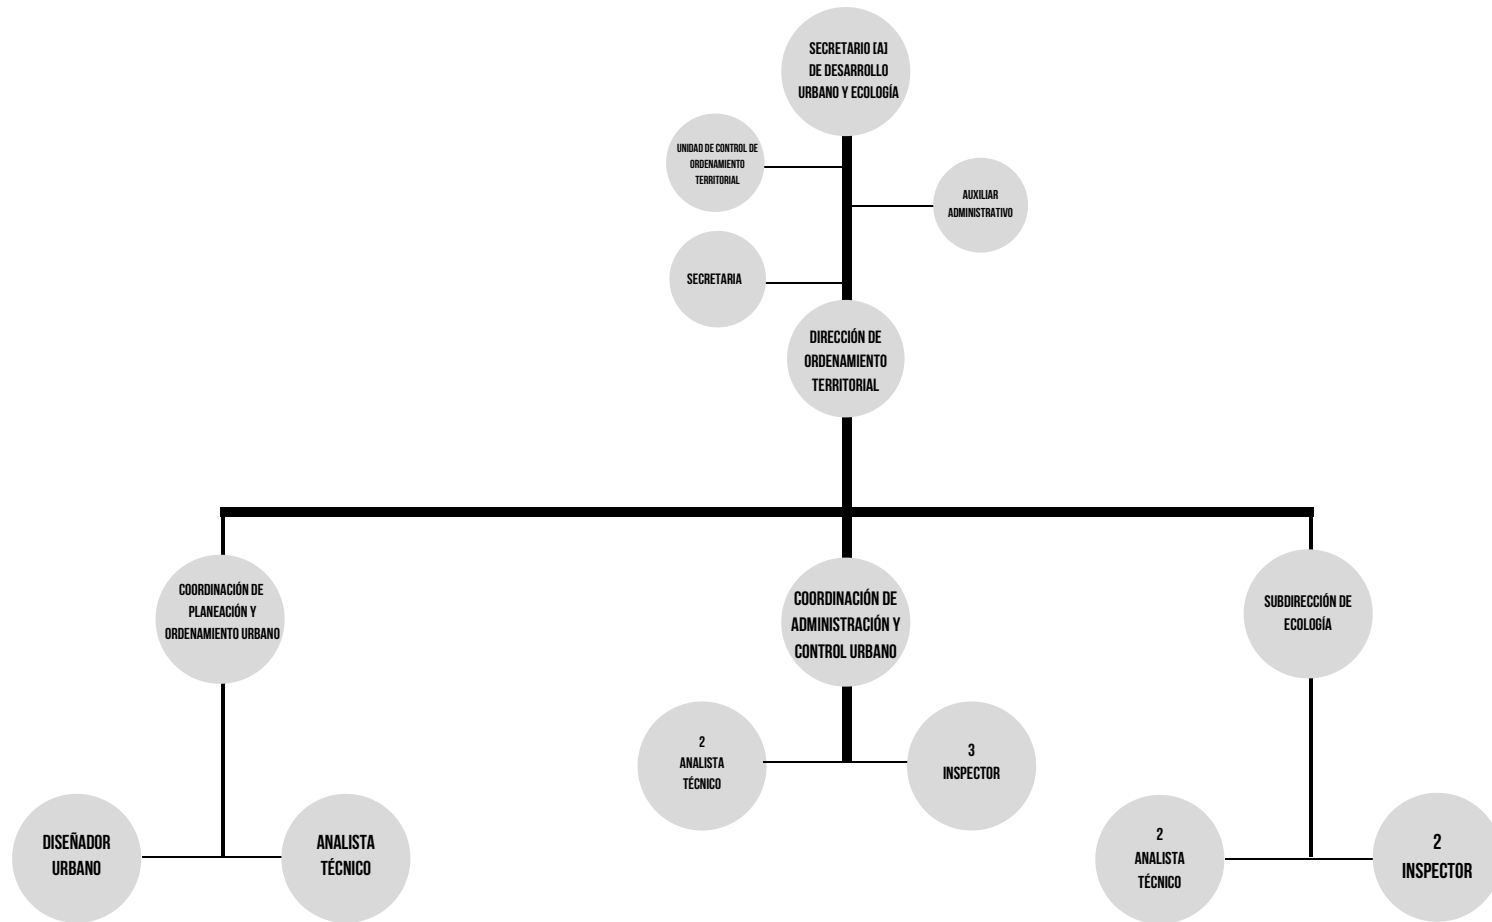 SECRETARIO (A)
DE DESARROLLO
URBANO Y ECOLOGÍA
UNIDAD DE CONTROL DE
ORDENAMIENTO
TERRITORIAL
AUXILIAR
ADMINISTRATIVO
SECRETARIA
DIRECCIÓN DE
ORDENAMIENTO
TERRITORIAL
COORDINACIÓN DE
PLANEACIÓN Y
ORDENAMIENTO URBANO
COORDINACIÓN DE
ADMINISTRACIÓN Y
CONTROL URBANO
SUBDIRECCIÓN DE
ECOLOGÍA
2
ANALISTA
TÉCNICO
3
INSPECTOR
DISEÑADOR
URBANO
ANALISTA
TÉCNICO
2
ANALISTA
TÉCNICO
2
INSPECTOR